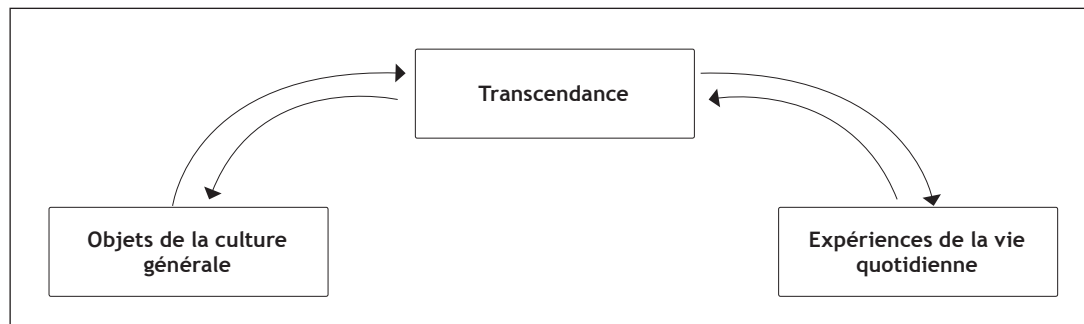 Transcendance
Objets de la culture
générale
Expériences de la vie
quotidienne